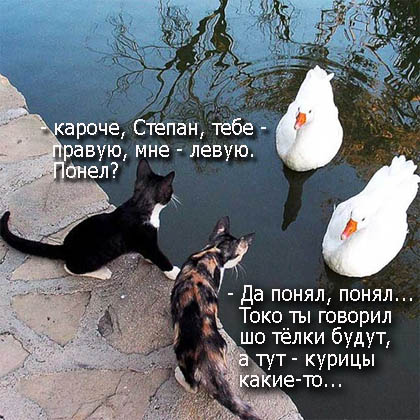 - кароче, Степан, тебе -
правую, мне - левую.
Понел?
- Да понял, понял...
Токо ты говорил
шо тёлки будут,
а тут - курицы
какие-то...